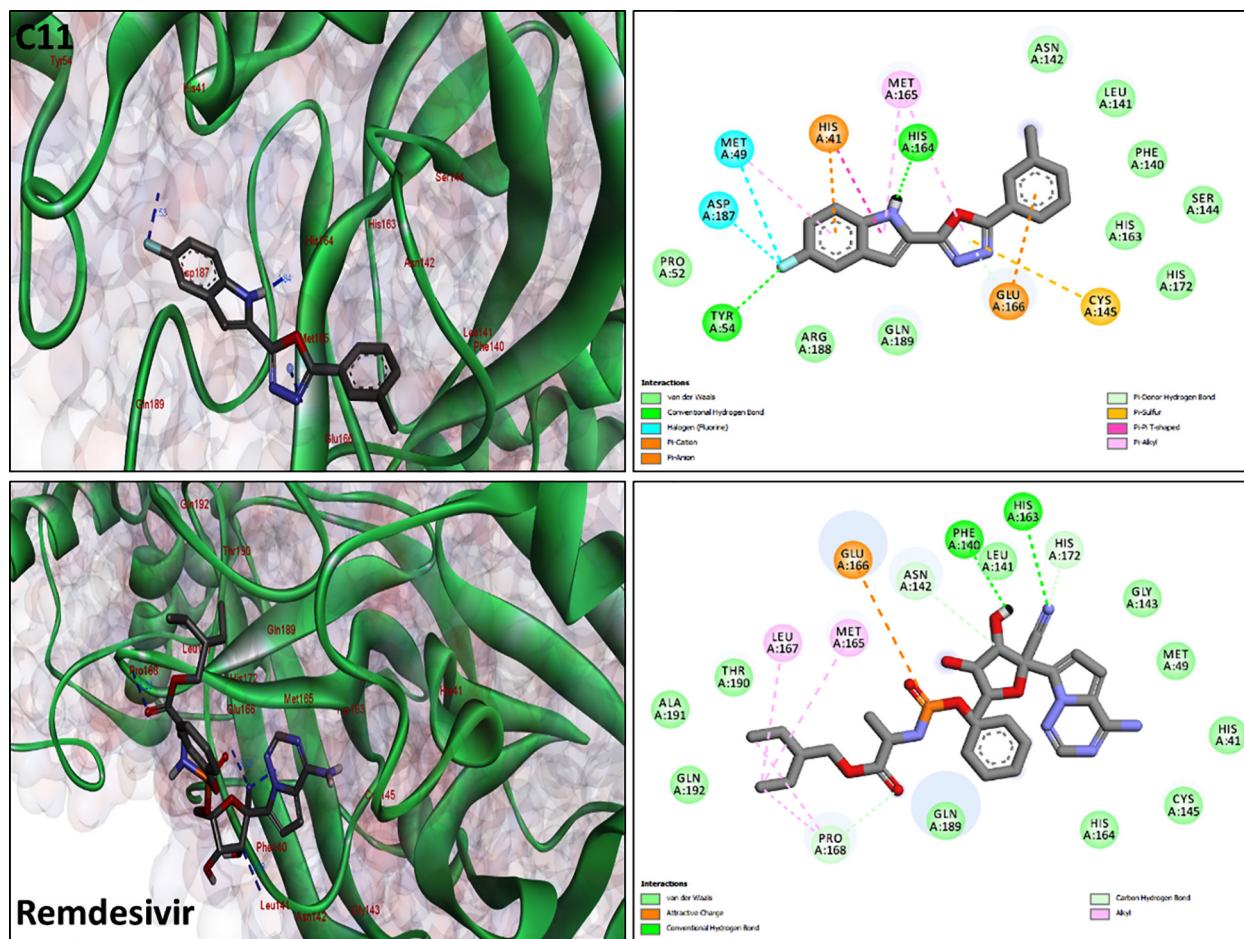 C11
Tyr54
His41
53
Ser144
His163
His164
Asn142
sp187
84
Leu141
Phe140
Gln189
Glu166
ASN
A:142
LEU
A:141
MET
A:165
HIS
A:41
HIS
A:164
MET
A:49
PHE
A:140
ASP
A:187
SER
A:144
HIS
A:163
PRO
A:52
HIS
A:172
GLU
A:166
CYS
A:145
TYR
A:54
ARG
A:188
GLN
A:189
Interactions
van der Waals
Conventional Hydrogen Bond
Halogen (Fluorine)
Pi-Cation
Pi-Anion
Pi-Donor Hydrogen Bond
Pi-Sulfur
Pi-Pi T-shaped
Pi-Alkyl
Gln192
Thr190
Gln189
Pro168
His172
Glu166
Met165
His41
Phe140
Leu141
Asn142
Gly143
Remdesivir
HIS
A:163
PHE
A:140
HIS
A:172
LEU
A:141
GLU
A:166
ASN
A:142
GLY
A:143
LEU
A:167
MET
A:165
MET
A:49
THR
A:190
ALA
A:191
HIS
A:41
GLN
A:192
CYS
A:145
GLN
A:189
HIS
A:164
PRO
A:168
Interactions
van der Waals
Attractive Charge
Conventional Hydrogen Bond
Carbon Hydrogen Bond
Alkyl